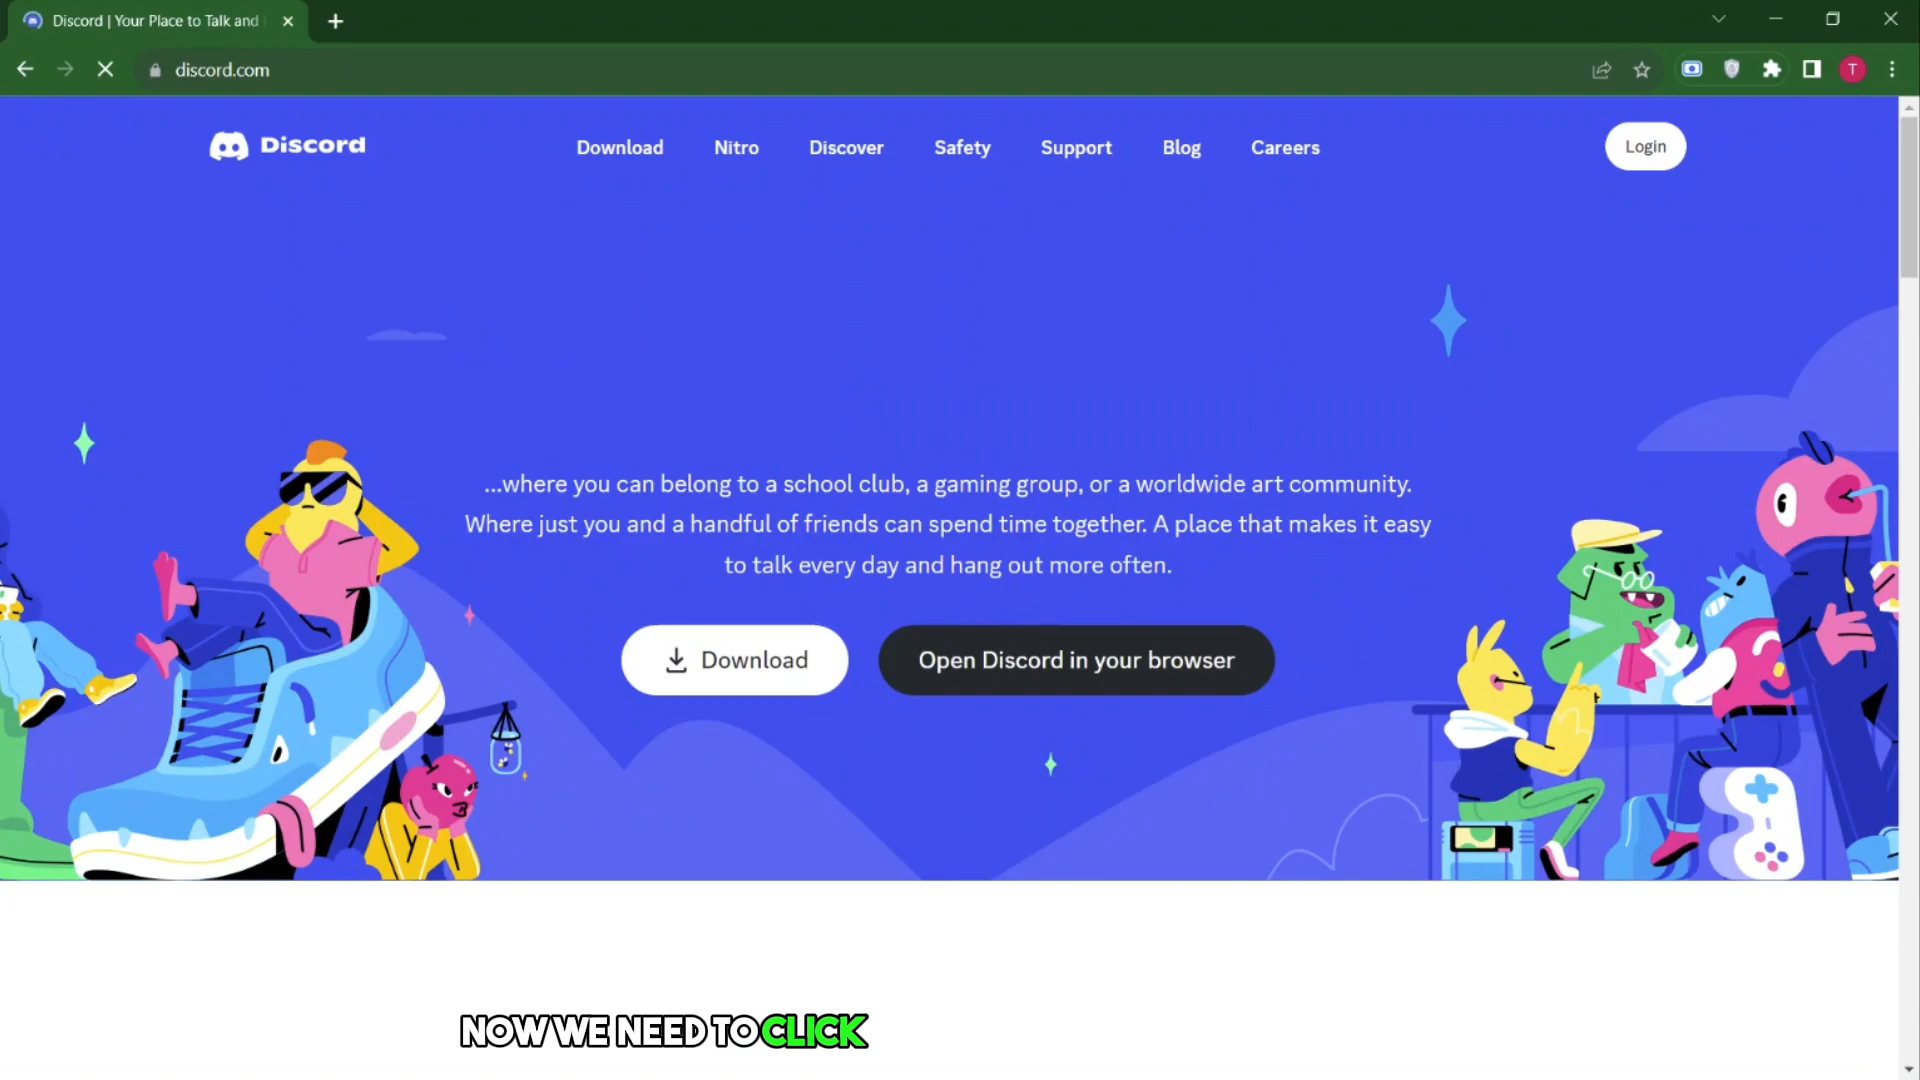 Discord | Your Place to Talk and
discord.com
T
Discord
Download Nitro Discover Safety Support Blog Careers
Login
...where you can belong to a school club, a gaming group, or a worldwide art community.
Where just you and a handful of friends can spend time together. A place that makes it easy
to talk every day and hang out more often.
Download
Open Discord in your browser
NOW WE NEED TO CLICK